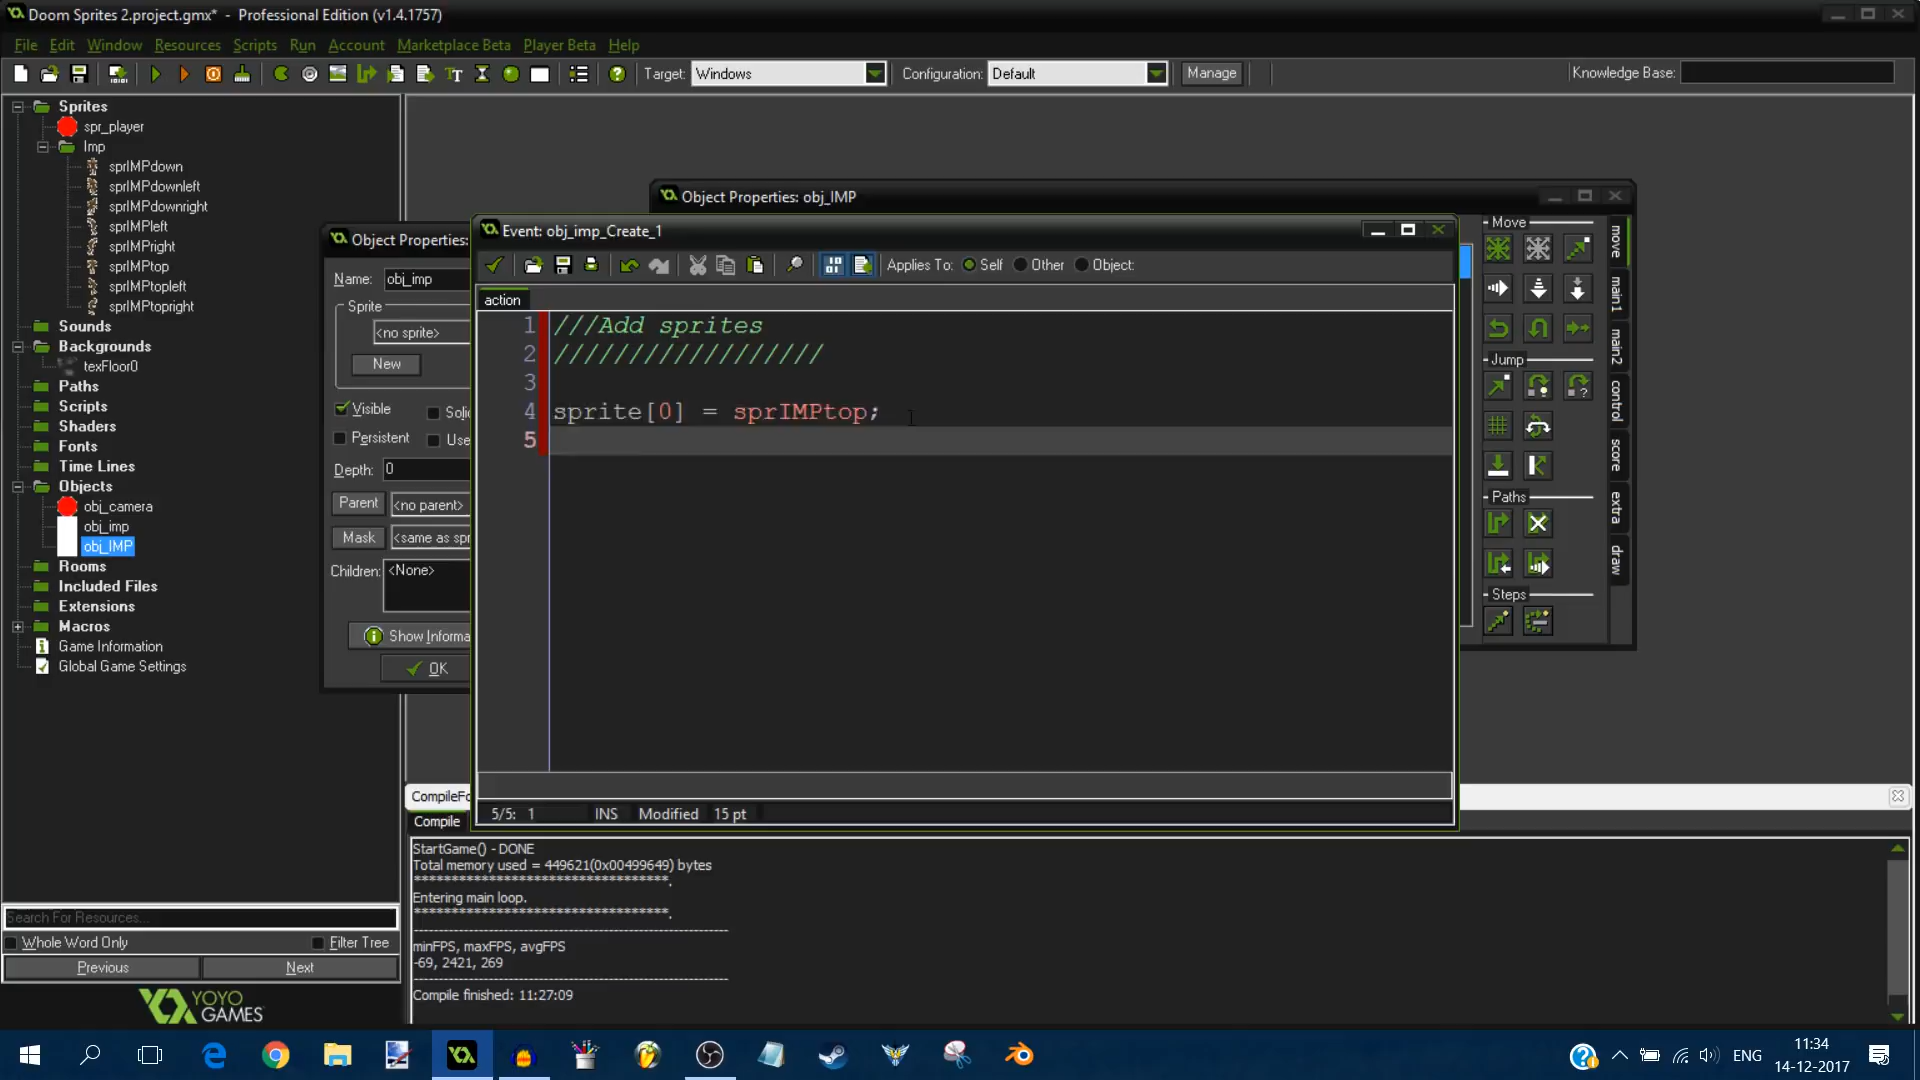 Doom Sprites 2.project.gmx* - Professional Edition (v1.4.1757)
File Edit Window Resources Scripts Run Account Marketplace Beta Player Beta Help
Target: Windows Configuration: Default Manage Knowledge Base:
Sprites
spr_player
Imp
sprIMPdown
sprIMPdownleft
sprIMPdownright
sprIMPleft
sprIMPright
sprIMPtop
sprIMPtopleft
sprIMPtopright
Sounds
Backgrounds
texFloor0
Paths
Scripts
Shaders
Fonts
Time Lines
Objects
obj_camera
obj_imp
obj_IMP
Rooms
Included Files
Extensions
Macros
Game Information
Global Game Settings
Search For Resources...
Whole Word Only Filter Tree
Previous Next
YOYO
GAMES
Object Properties: obj_IMP
Object Properties:
Name: obj_imp
Sprite
<no sprite>
New
Visible Soli
Persistent Use
Depth: 0
Parent <no parent>
Mask <same as spr
Children: <None>
Show Informa
OK
Event: obj_imp_Create_1
Applies To: Self Other Object:
action
1 ///Add sprites
2 //////////////////
3
4 sprite[0] = sprIMPtop;
5
5/5: 1 INS Modified 15 pt
Move
Jump
Paths
Steps
move
main1
main2
control
score
extra
draw
CompileFo
Compile
StartGame() - DONE
Total memory used = 449621(0x00499649) bytes
***********************************.
Entering main loop.
***********************************.
minFPS, maxFPS, avgFPS
-69, 2421, 269
Compile finished: 11:27:09
ENG
11:34
14-12-2017